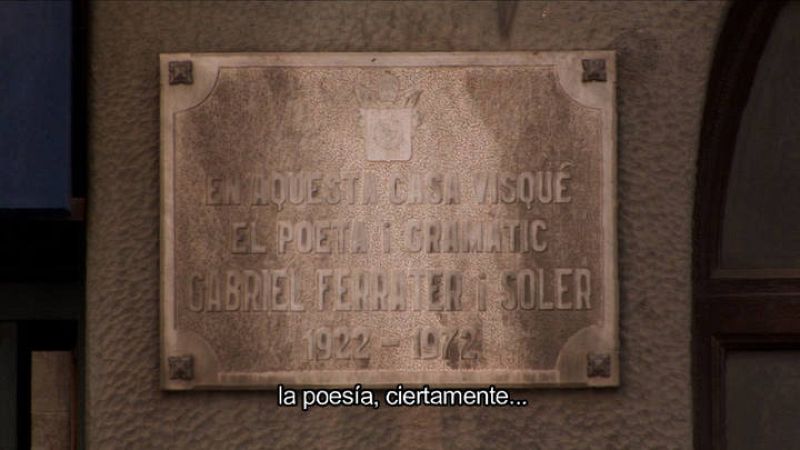 EN AQUESTA CASA VISQUÉ
EL POETA i GRAMÀTIC
GABRIEL FERRATER i SOLER
1922 - 1972
la poesía, ciertamente...